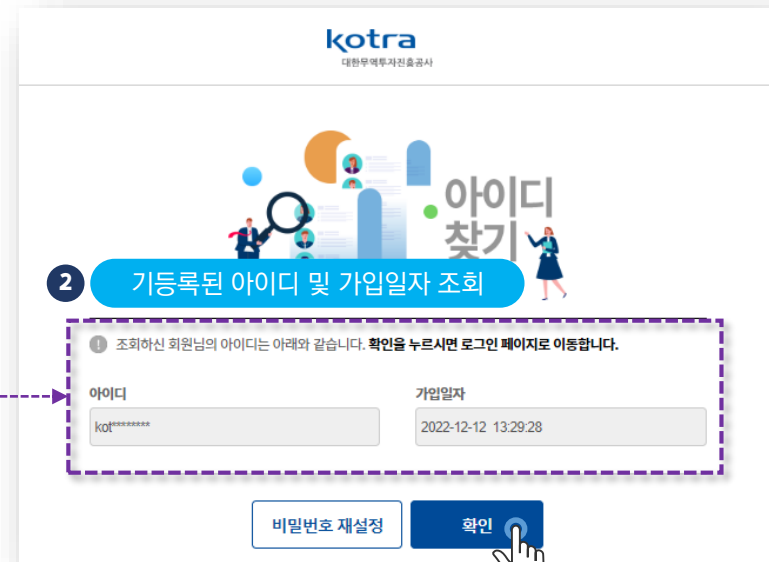 kotra
대한무역투자진흥공사
아이디
찾기
2 기등록된 아이디 및 가입일자 조회
! 조회하신 회원님의 아이디는 아래와 같습니다. 확인을 누르시면 로그인 페이지로 이동합니다.
아이디 가입일자
kot******** 2022-12-12 13:29:28
비밀번호 재설정 확인